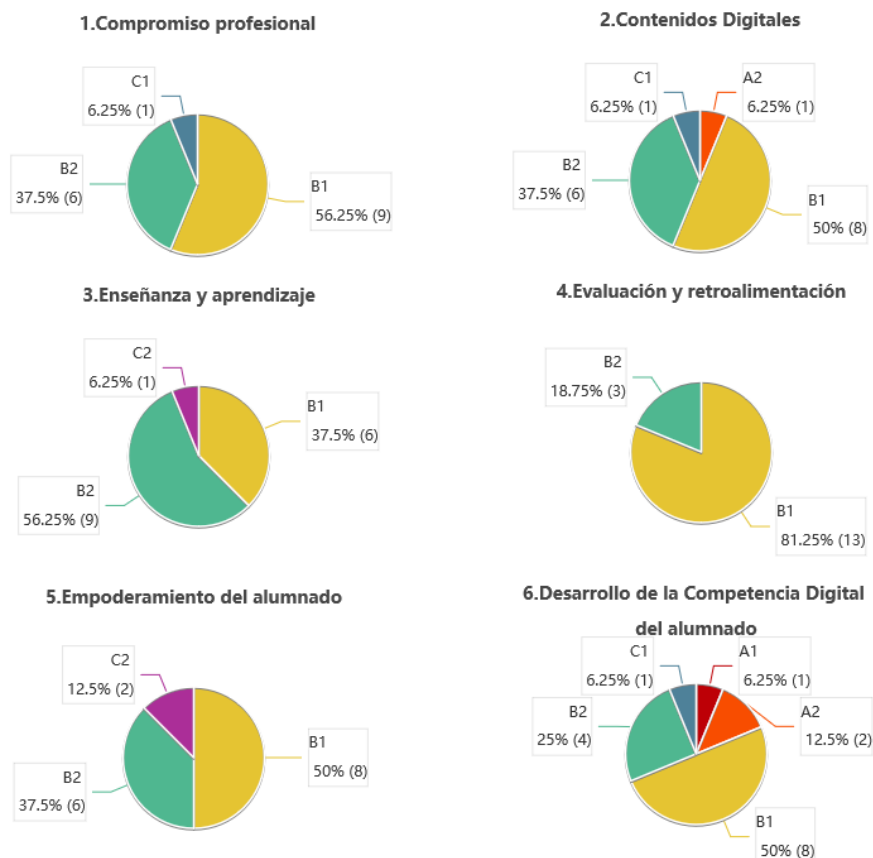 1.Compromiso profesional
C1
6.25% (1)
B2
37.5% (6)
B1
56.25% (9)
2.Contenidos Digitales
C1
6.25% (1)
A2
6.25% (1)
B2
37.5% (6)
B1
50% (8)
3.Enseñanza y aprendizaje
C2
6.25% (1)
B1
37.5% (6)
B2
56.25% (9)
4.Evaluación y retroalimentación
B2
18.75% (3)
B1
81.25% (13)
5.Empoderamiento del alumnado
C2
12.5% (2)
B1
50% (8)
B2
37.5% (6)
6.Desarrollo de la Competencia Digital
del alumnado
C1
6.25% (1)
A1
6.25% (1)
B2
25% (4)
A2
12.5% (2)
B1
50% (8)